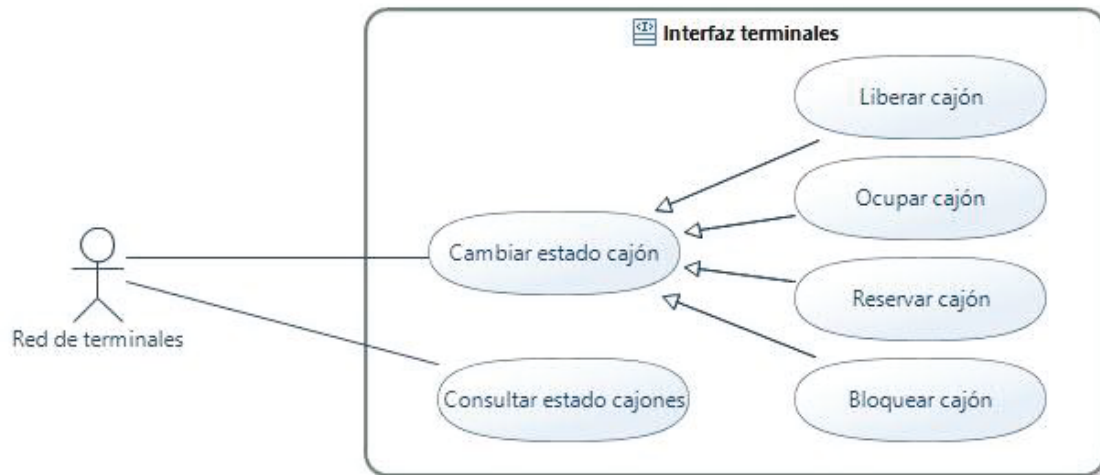 Interfaz terminales
Liberar cajón
Ocupar cajón
Cambiar estado cajón
Reservar cajón
Red de terminales
Consultar estado cajones
Bloquear cajón